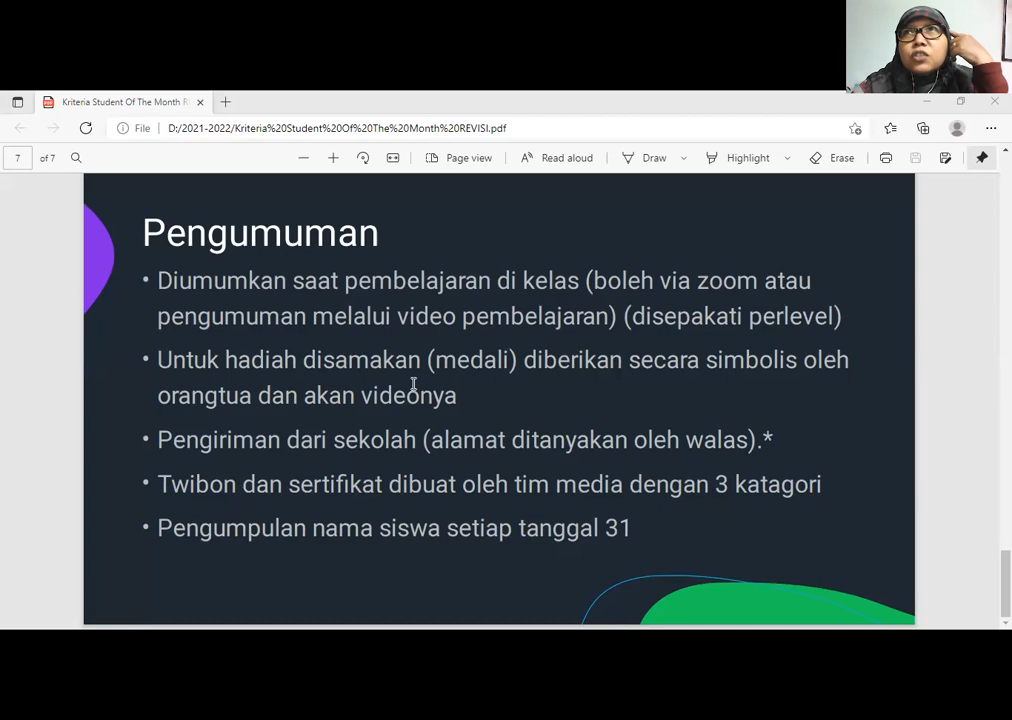 Kriteria Student Of The Month R
File D:/2021-2022/Kriteria%20Student%20Of%20The%20Month%20REVISI.pdf
7 of 7 Page view Read aloud Draw Highlight Erase
Pengumuman
• Diumumkan saat pembelajaran di kelas (boleh via zoom atau
pengumuman melalui video pembelajaran) (disepakati perlevel)
• Untuk hadiah disamakan (medali) diberikan secara simbolis oleh
orangtua dan akan videonya
• Pengiriman dari sekolah (alamat ditanyakan oleh walas).*
• Twibon dan sertifikat dibuat oleh tim media dengan 3 katagori
• Pengumpulan nama siswa setiap tanggal 31